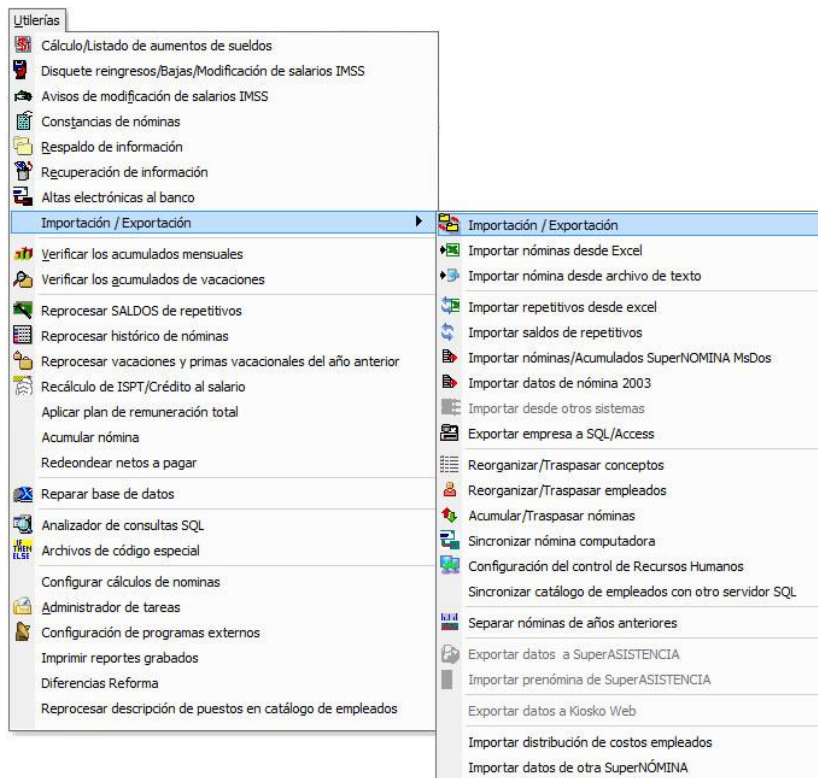 Utilerías
Cálculo/Listado de aumentos de sueldos
Disquete reingresos/Bajas/Modificación de salarios IMSS
Avisos de modificación de salarios IMSS
Constancias de nóminas
Respaldo de información
Recuperación de información
Altas electrónicas al banco
Importación / Exportación
Verificar los acumulados mensuales
Verificar los acumulados de vacaciones
Reprocesar SALDOS de repetitivos
Reprocesar histórico de nóminas
Reprocesar vacaciones y primas vacacionales del año anterior
Recálculo de ISPT/Crédito al salario
Aplicar plan de remuneración total
Acumular nómina
Redeondear netos a pagar
Reparar base de datos
Analizador de consultas SQL
IF THEN ELSE Archivos de código especial
Configurar cálculos de nominas
Administrador de tareas
Configuración de programas externos
Imprimir reportes grabados
Diferencias Reforma
Reprocesar descripción de puestos en catálogo de empleados
Importación / Exportación
Importar nóminas desde Excel
Importar nómina desde archivo de texto
Importar repetitivos desde excel
Importar saldos de repetitivos
Importar nóminas/Acumulados SuperNOMINA MsDos
Importar datos de nómina 2003
Importar desde otros sistemas
Exportar empresa a SQL/Access
Reorganizar/Traspasar conceptos
Reorganizar/Traspasar empleados
Acumular/Traspasar nóminas
Sincronizar nómina computadora
Configuración del control de Recursos Humanos
Sincronizar catálogo de empleados con otro servidor SQL
Separar nóminas de años anteriores
Exportar datos a SuperASISTENCIA
Importar prenómina de SuperASISTENCIA
Exportar datos a Kiosko Web
Importar distribución de costos empleados
Importar datos de otra SuperNÓMINA